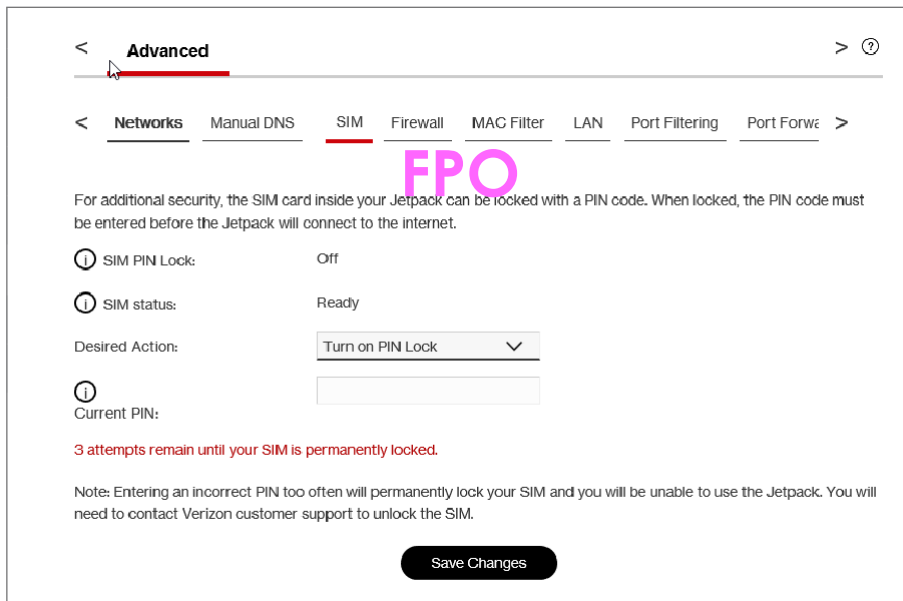 < Advanced > ?
< Networks Manual DNS SIM Firewall MAC Filter LAN Port Filtering Port Forwa >
FPO
For additional security, the SIM card inside your Jetpack can be locked with a PIN code. When locked, the PIN code must
be entered before the Jetpack will connect to the internet.
i SIM PIN Lock: Off
i SIM status: Ready
Desired Action: Turn on PIN Lock
i
Current PIN:
3 attempts remain until your SIM is permanently locked.
Note: Entering an incorrect PIN too often will permanently lock your SIM and you will be unable to use the Jetpack. You will
need to contact Verizon customer support to unlock the SIM.
Save Changes